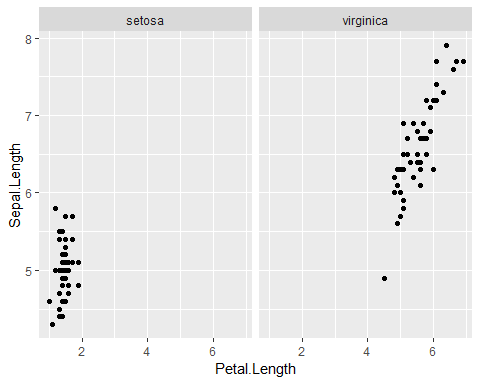 setosa virginica
8
7
6
5
Sepal.Length
2 4 6 2 4 6
Petal.Length